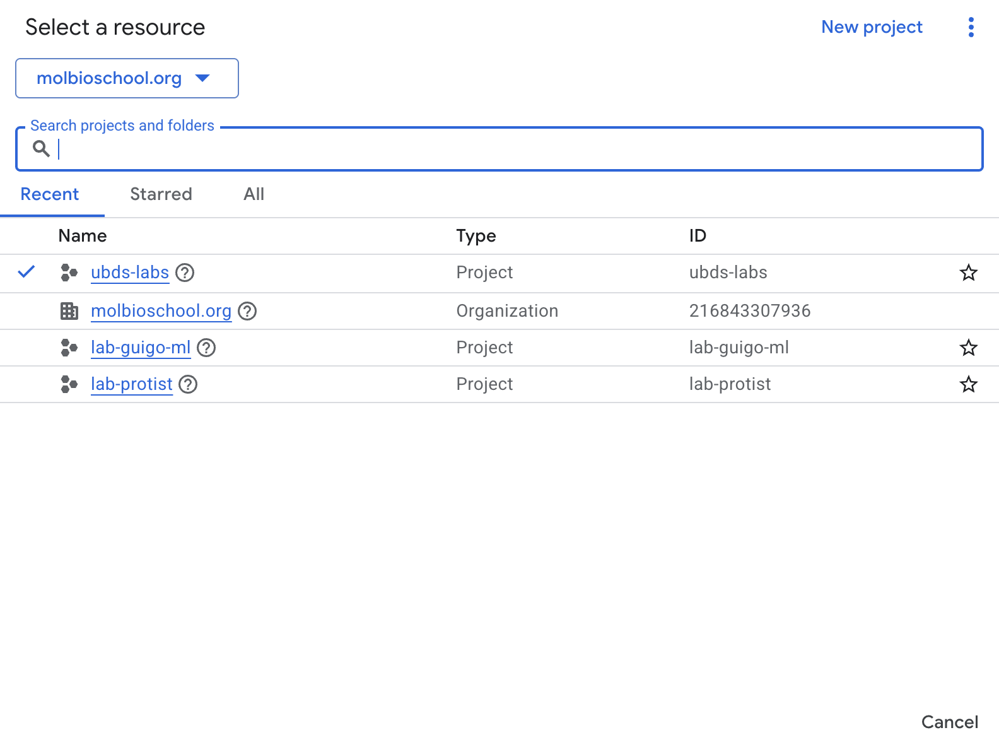 Select a resource
New project
molbioschool.org
Search projects and folders
Recent Starred All
Name Type ID
ubds-labs Project ubds-labs
molbioschool.org Organization 216843307936
lab-guigo-ml Project lab-guigo-ml
lab-protist Project lab-protist
Cancel